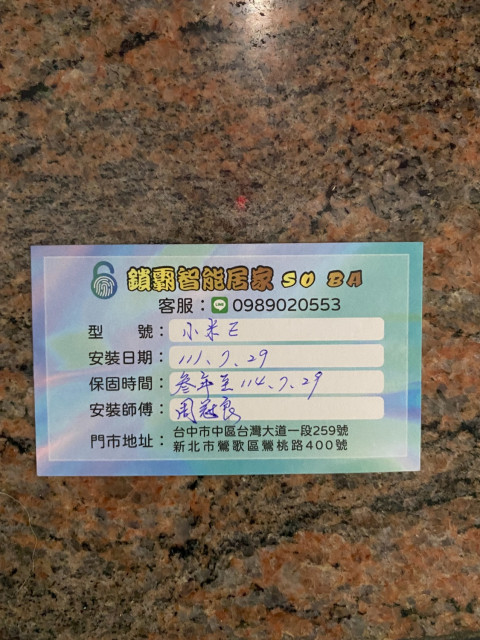 鎖霸智能居家 SO BA
客服：LINE 0989020553
型 號：小米E
安裝日期：111、7、29
保固時間：叁年至114、7、29
安裝師傅：周冠良
門市地址：台中市中區台灣大道一段259號
新北市鶯歌區鶯桃路400號